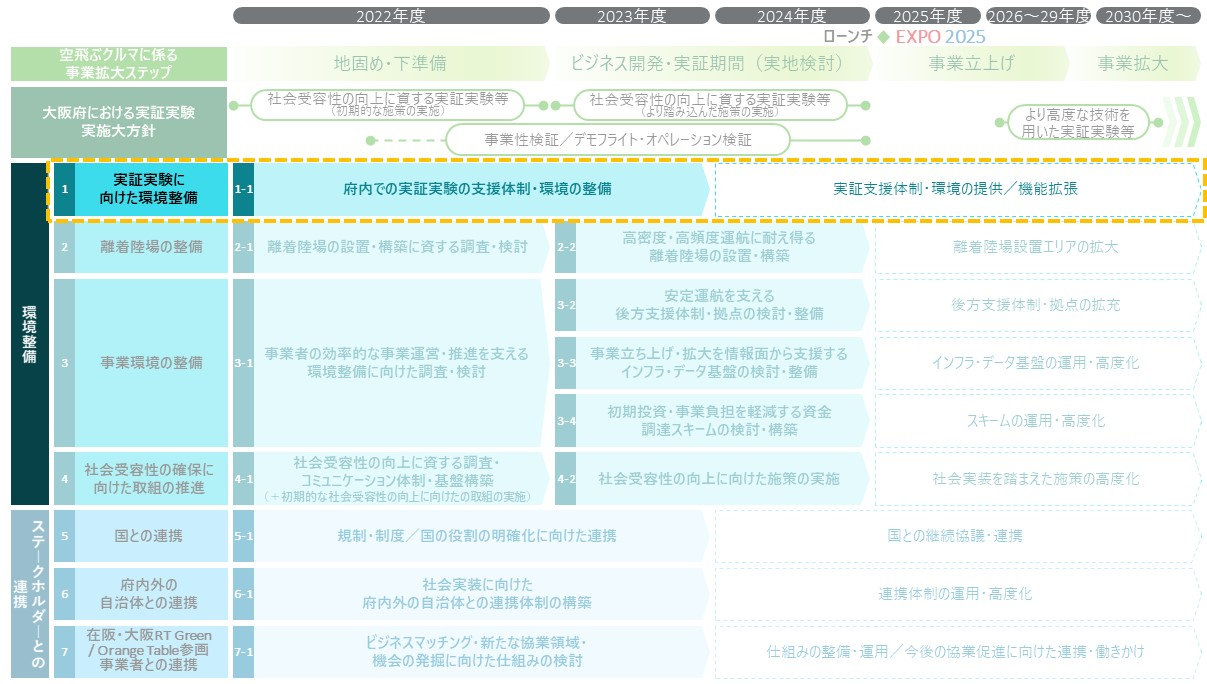 2022年度
2023年度
2024年度
2025年度
2026～29年度
2030年度～
ローンチ◆ EXPO 2025
空飛ぶクルマに係る
事業拡大ステップ
地固め・下準備
ビジネス開発・実証期間（実地検討）
事業立上げ
事業拡大
大阪府における実証実験
実施大方針
社会受容性の向上に資する実証実験等
（初期的な施策の実施）
社会受容性の向上に資する実証実験等
（より踏み込んだ施策の実施）
事業性検証／デモフライト・オペレーション検証
より高度な技術を
用いた実証実験等
環境整備
1
実証実験に
向けた環境整備
1-1
府内での実証実験の支援体制・環境の整備
実証支援体制・環境の提供／機能拡張
2
離着陸場の整備
2-1
離着陸場の設置・構築に資する調査・検討
2-2
高密度・高頻度運航に耐え得る
離着陸場の設置・構築
離着陸場設置エリアの拡大
3
事業環境の整備
3-1
事業者の効率的な事業運営・推進を支える
環境整備に向けた調査・検討
3-2
安定運航を支える
後方支援体制・拠点の検討・整備
後方支援体制・拠点の拡充
3-3
事業立ち上げ・拡大を情報面から支援する
インフラ・データ基盤の検討・整備
インフラ・データ基盤の運用・高度化
3-4
初期投資・事業負担を軽減する資金
調達スキームの検討・構築
スキームの運用・高度化
4
社会受容性の確保に
向けた取組の推進
4-1
社会受容性の向上に資する調査・
コミュニケーション体制・基盤構築
（＋初期的な社会受容性の向上に向けたの取組の実施）
4-2
社会受容性の向上に向けた施策の実施
社会実装を踏まえた施策の高度化
ステークホルダーとの
連携
5
国との連携
5-1
規制・制度／国の役割の明確化に向けた連携
国との継続協議・連携
6
府内外の
自治体との連携
6-1
社会実装に向けた
府内外の自治体との連携体制の構築
連携体制の運用・高度化
7
在阪・大阪RT Green
/ Orange Table参画
事業者との連携
7-1
ビジネスマッチング・新たな協業領域・
機会の発掘に向けた仕組みの検討
仕組みの整備・運用／今後の協業促進に向けた連携・働きかけ